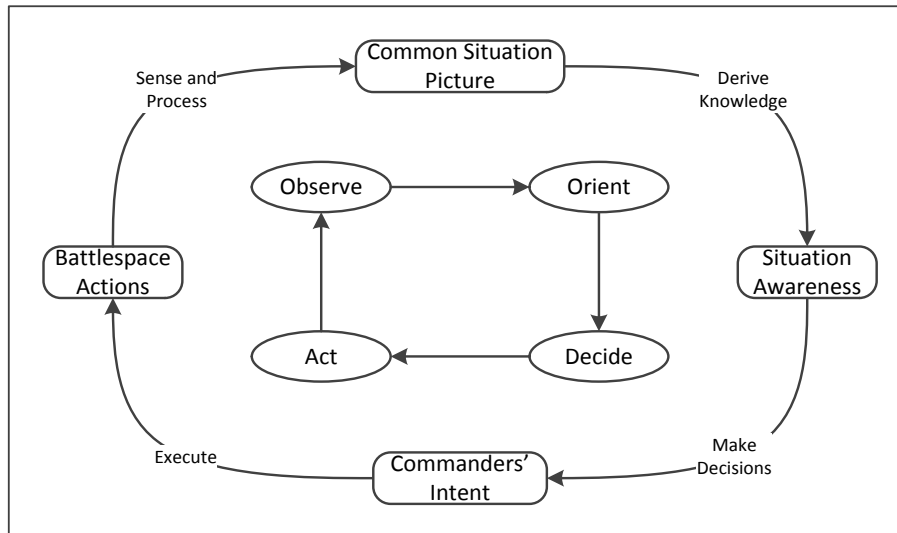 Common Situation
Picture
Sense and
Process
Derive
Knowledge
Observe
Orient
Battlespace
Actions
Situation
Awareness
Act
Decide
Execute
Make
Decisions
Commanders’
Intent